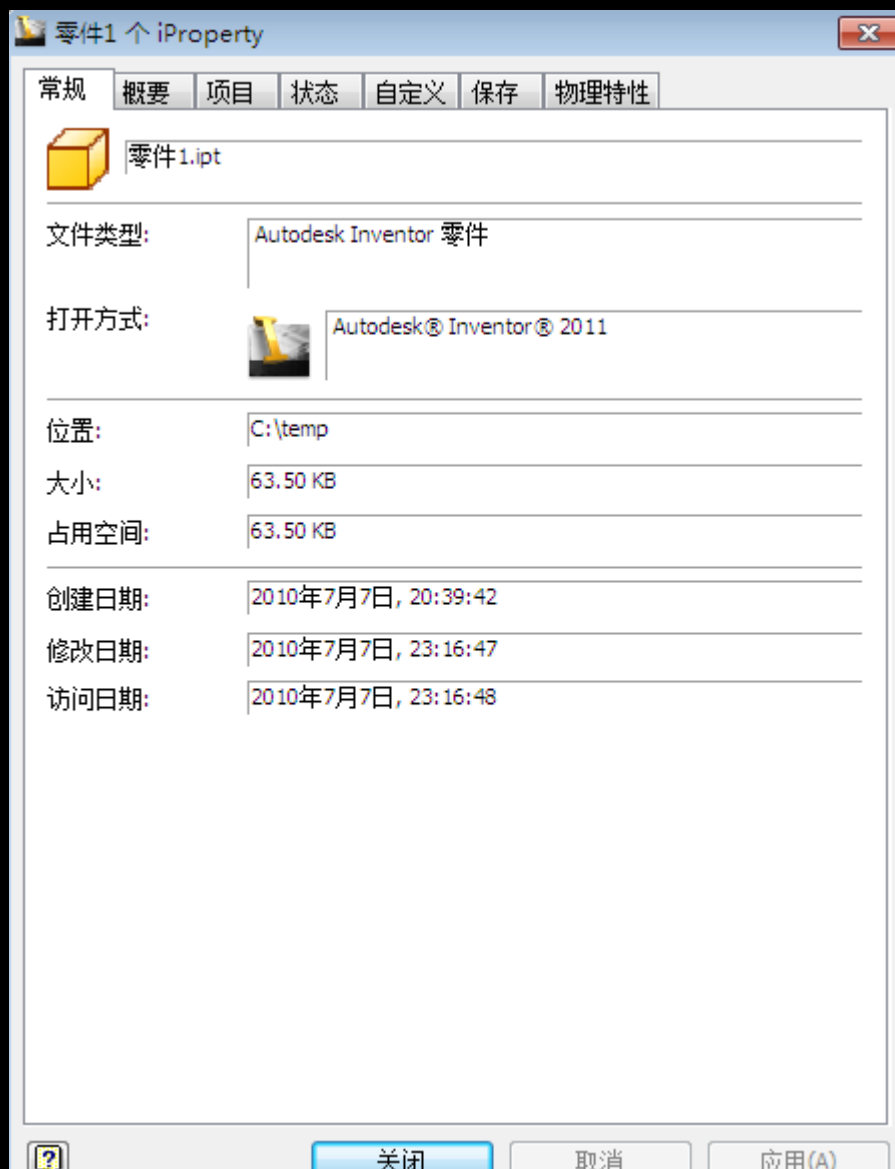 零件1 个 iProperty
常规 概要 项目 状态 自定义 保存 物理特性
零件1.ipt
文件类型: Autodesk Inventor 零件
打开方式: Autodesk® Inventor® 2011
位置: C:\temp
大小: 63.50 KB
占用空间: 63.50 KB
创建日期: 2010年7月7日, 20:39:42
修改日期: 2010年7月7日, 23:16:47
访问日期: 2010年7月7日, 23:16:48
? 关闭 取消 应用(A)